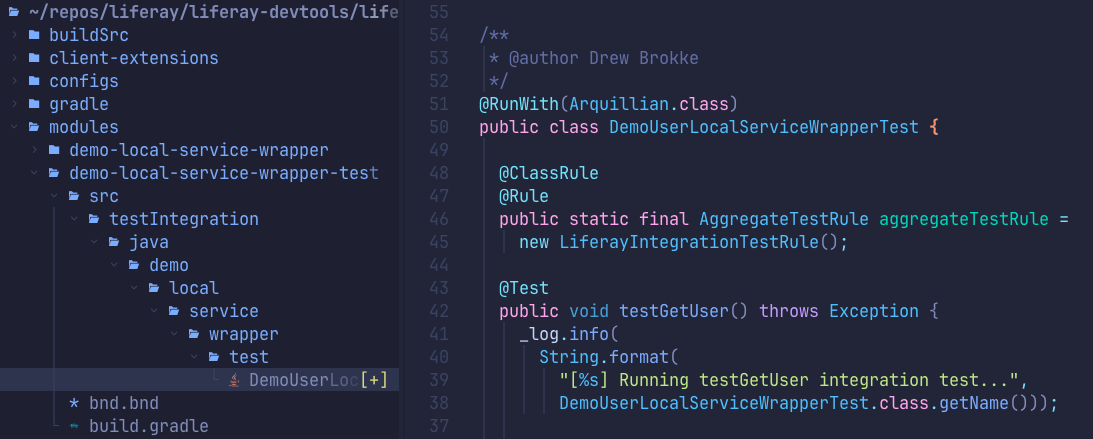 ~/repos/liferay/liferay-devtools/life
buildSrc
client-extensions
configs
gradle
modules
demo-local-service-wrapper
demo-local-service-wrapper-test
src
testIntegration
java
demo
local
service
wrapper
test
DemoUserLoc[+]
bnd.bnd
build.gradle
55
54 /**
53 * @author Drew Brokke
52 */
51 @RunWith(Arquillian.class)
50 public class DemoUserLocalServiceWrapperTest {
49
48 @ClassRule
47 @Rule
46 public static final AggregateTestRule aggregateTestRule =
45 new LiferayIntegrationTestRule();
44
43 @Test
42 public void testGetUser() throws Exception {
41 _log.info(
40 String.format(
39 "[%s] Running testGetUser integration test...",
38 DemoUserLocalServiceWrapperTest.class.getName()));
37